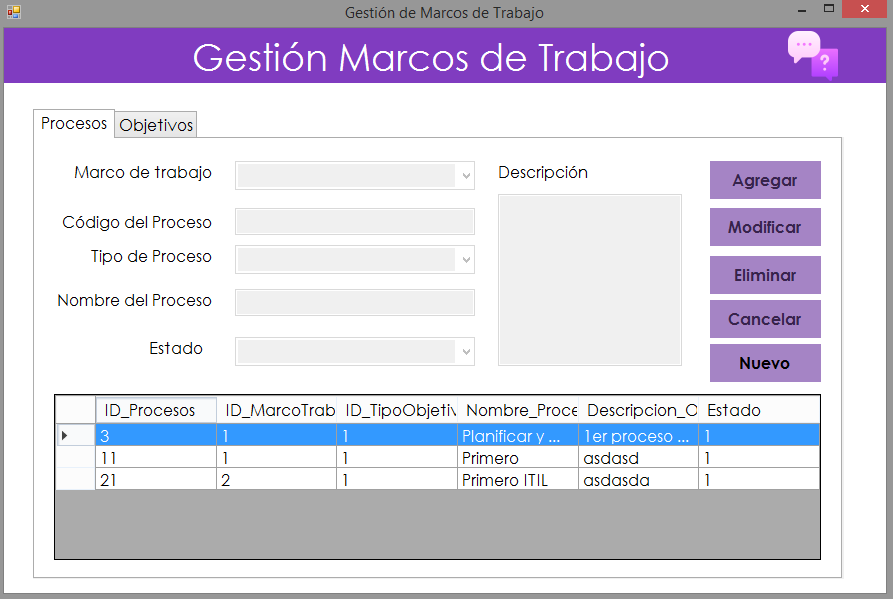 Gestión de Marcos de Trabajo
Gestión Marcos de Trabajo
?
Procesos Objetivos
Marco de trabajo
Código del Proceso
Tipo de Proceso
Nombre del Proceso
Estado
Descripción
Agregar
Modificar
Eliminar
Cancelar
Nuevo
ID_Procesos ID_MarcoTrab ID_TipoObjetiv Nombre_Proce Descripcion_O Estado
3 1 1 Planificar y ... 1er proceso ... 1
11 1 1 Primero asdasd 1
21 2 1 Primero ITIL asdasda 1